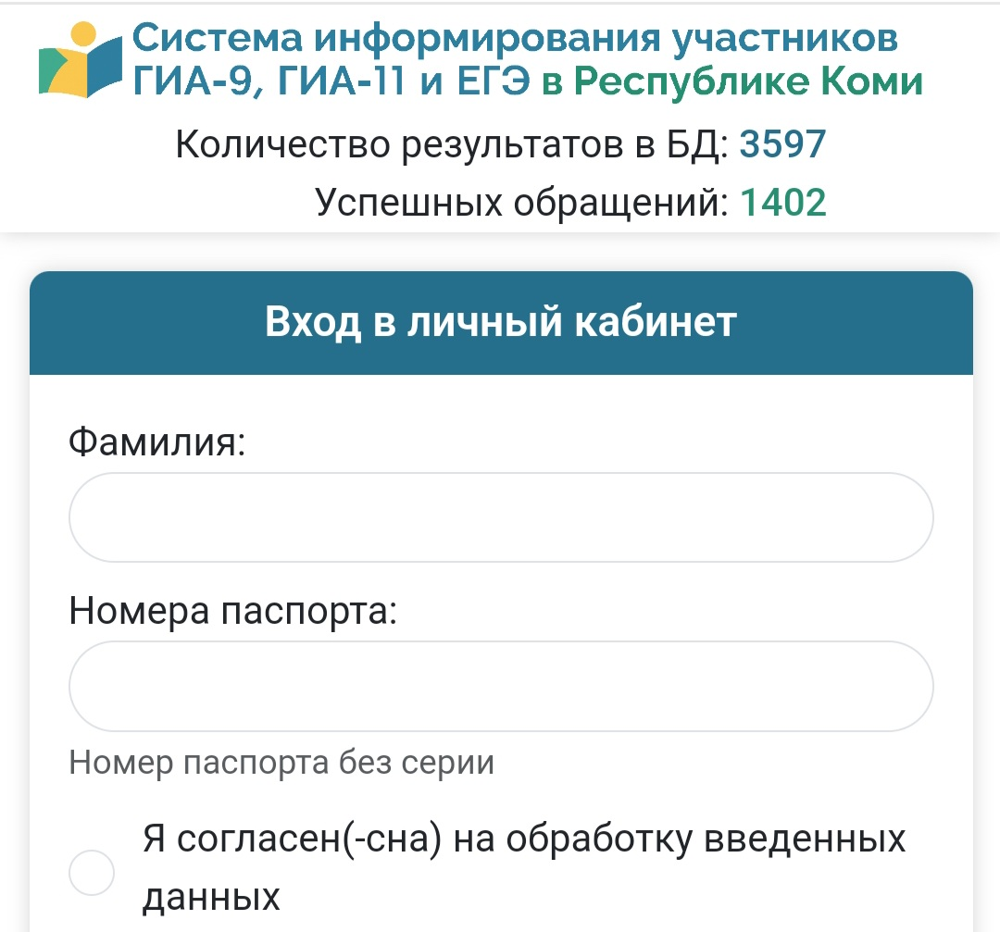 Система информирования участников
ГИА-9, ГИА-11 и ЕГЭ в Республике Коми
Количество результатов в БД: 3597
Успешных обращений: 1402
Вход в личный кабинет
Фамилия:
Номера паспорта:
Номер паспорта без серии
Я согласен(-сна) на обработку введенных
данных